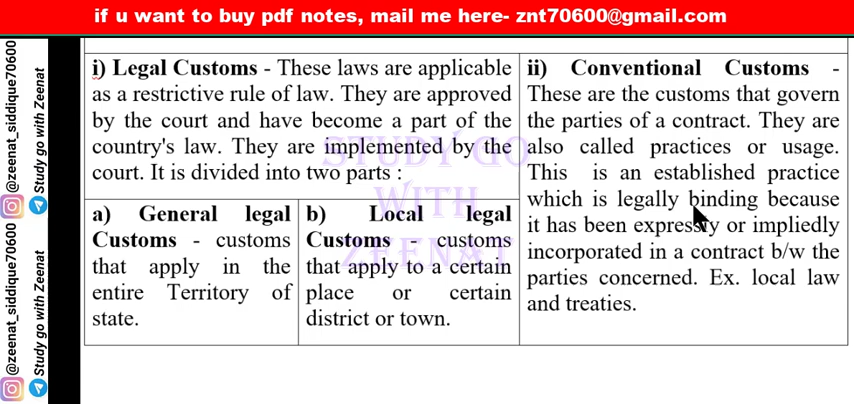 if u want to buy pdf notes, mail me here- znt70600@gmail.com
i) Legal Customs - These laws are applicable
as a restrictive rule of law. They are approved
by the court and have become a part of the
country's law. They are implemented by the
court. It is divided into two parts :
a) General legal
Customs - customs
that apply in the
entire Territory of
state.
b) Local legal
Customs - customs
that apply to a certain
place or certain
district or town.
ii) Conventional Customs -
These are the customs that govern
the parties of a contract. They are
also called practices or usage.
This is an established practice
which is legally binding because
it has been expressly or impliedly
incorporated in a contract b/w the
parties concerned. Ex. local law
and treaties.
STUDY GO
WITH
ZEENAT
@zeenat_siddique70600
Study go with Zeenat
@zeenat_siddique70600
Study go with Zeenat